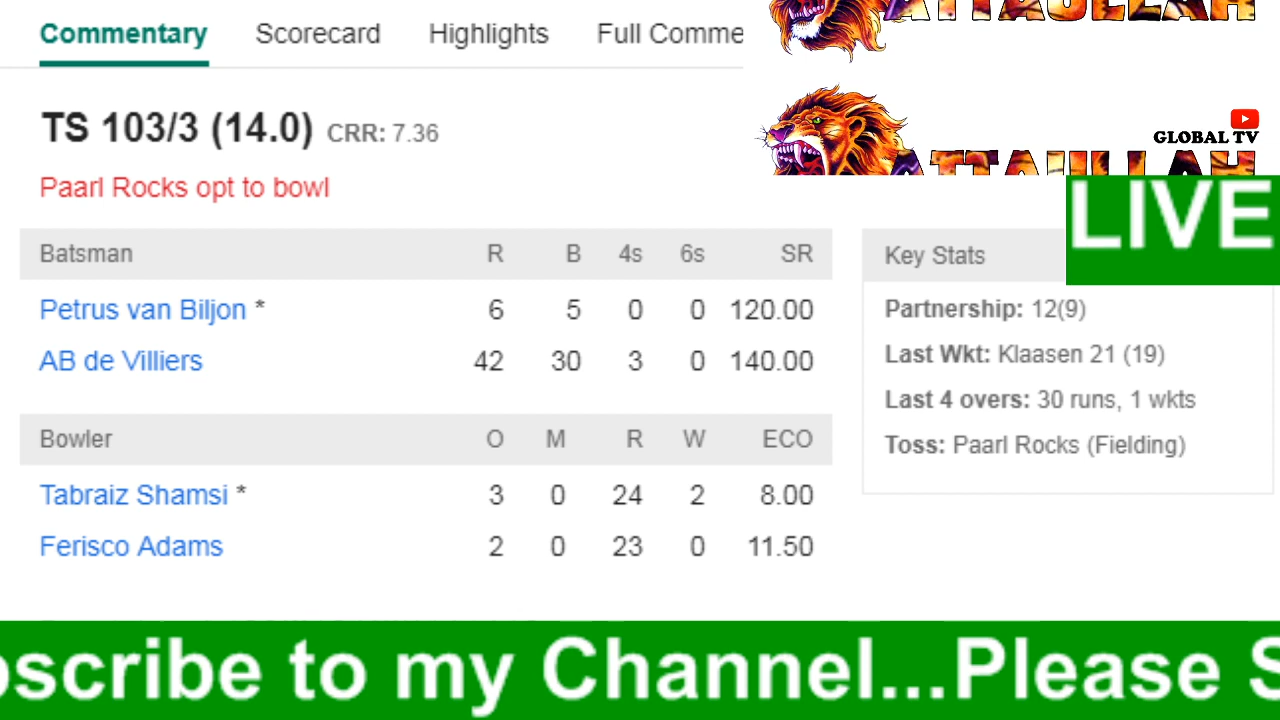 Commentary Scorecard Highlights Full Comme
ATTAULLAH
TS 103/3 (14.0) CRR: 7.36
GLOBAL TV
ATTAULLAH
Paarl Rocks opt to bowl
LIVE
Batsman R B 4s 6s SR
Key Stats
Petrus van Biljon * 6 5 0 0 120.00
Partnership: 12(9)
AB de Villiers 42 30 3 0 140.00
Last Wkt: Klaasen 21 (19)
Last 4 overs: 30 runs, 1 wkts
Bowler O M R W ECO
Toss: Paarl Rocks (Fielding)
Tabraiz Shamsi * 3 0 24 2 8.00
Ferisco Adams 2 0 23 0 11.50
bscribe to my Channel...Please S